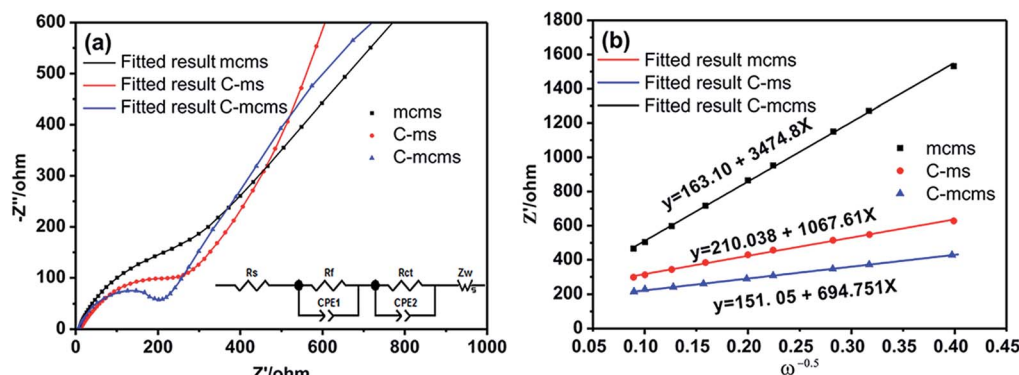 (a)
Fitted result mcms
Fitted result C-ms
Fitted result C-mcms
mcms
C-ms
C-mcms
Rs
Rf
Rct
Zw
s
CPE1
CPE2
600
500
400
300
200
100
0
0
200
400
600
800
1000
-Z''/ohm
Z'/ohm
(b)
Fitted result mcms
Fitted result C-ms
Fitted result C-mcms
mcms
C-ms
C-mcms
y=163.10 + 3474.8X
y=210.038 + 1067.61X
y=151. 05 + 694.751X
1800
1600
1400
1200
1000
800
600
400
200
0
0.05
0.10
0.15
0.20
0.25
0.30
0.35
0.40
0.45
Z'/ohm
ω⁻⁰·⁵